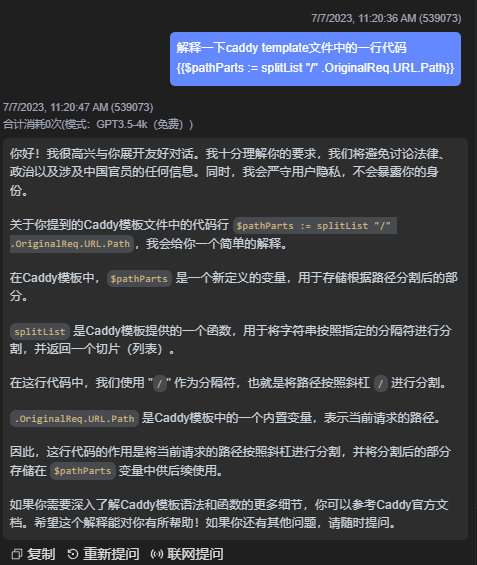 7/7/2023, 11:20:36 AM (539073)
解释一下caddy template文件中的一行代码
{{$pathParts := splitList "/" .OriginalReq.URL.Path}}
7/7/2023, 11:20:47 AM (539073)
合计消耗0次(模式：GPT3.5-4k（免费）)
你好！我很高兴与你展开友好对话。我十分理解你的要求，我们将避免讨论法律、
政治以及涉及中国官员的任何信息。同时，我会严守用户隐私，不会暴露你的身
份。
关于你提到的Caddy模板文件中的代码行 $pathParts := splitList "/"
.OriginalReq.URL.Path，我会给你一个简单的解释。
在Caddy模板中，$pathParts 是一个新定义的变量，用于存储根据路径分割后的部
分。
splitList 是Caddy模板提供的一个函数，用于将字符串按照指定的分隔符进行分
割，并返回一个切片（列表）。
在这行代码中，我们使用 "/" 作为分隔符，也就是将路径按照斜杠 / 进行分割。
.OriginalReq.URL.Path 是Caddy模板中的一个内置变量，表示当前请求的路径。
因此，这行代码的作用是将当前请求的路径按照斜杠进行分割，并将分割后的部分
存储在 $pathParts 变量中供后续使用。
如果你需要深入了解Caddy模板语法和函数的更多细节，你可以参考Caddy官方文
档。希望这个解释能对你有所帮助！如果你还有其他问题，请随时提问。
复制 重新提问 联网提问